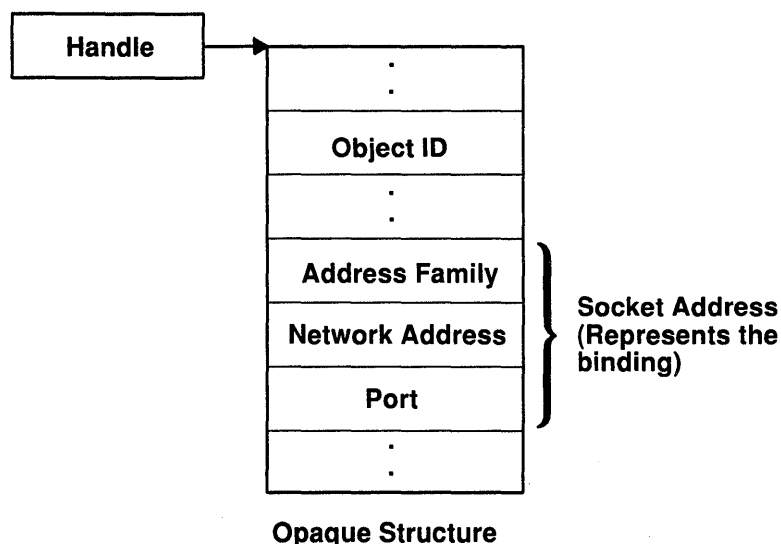 Handle
.
.
Object ID
.
.
Address Family
Network Address
Port
.
.
Socket Address
(Represents the
binding)
Opaque Structure